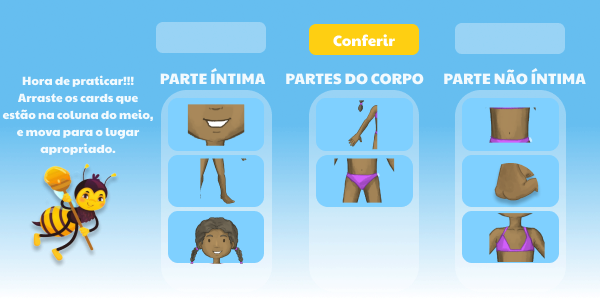 Conferir
Hora de praticar!!!
Arraste os cards que
estão na coluna do meio,
e mova para o lugar
apropriado.
PARTE ÍNTIMA
PARTES DO CORPO
PARTE NÃO ÍNTIMA